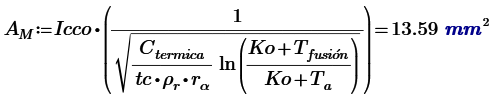 A_M := Icco • ( 1 / √( C_termica / (tc • ρ_r • r_α) ln( (Ko + T_fusión) / (Ko + T_a) ) ) ) = 13.59 mm²